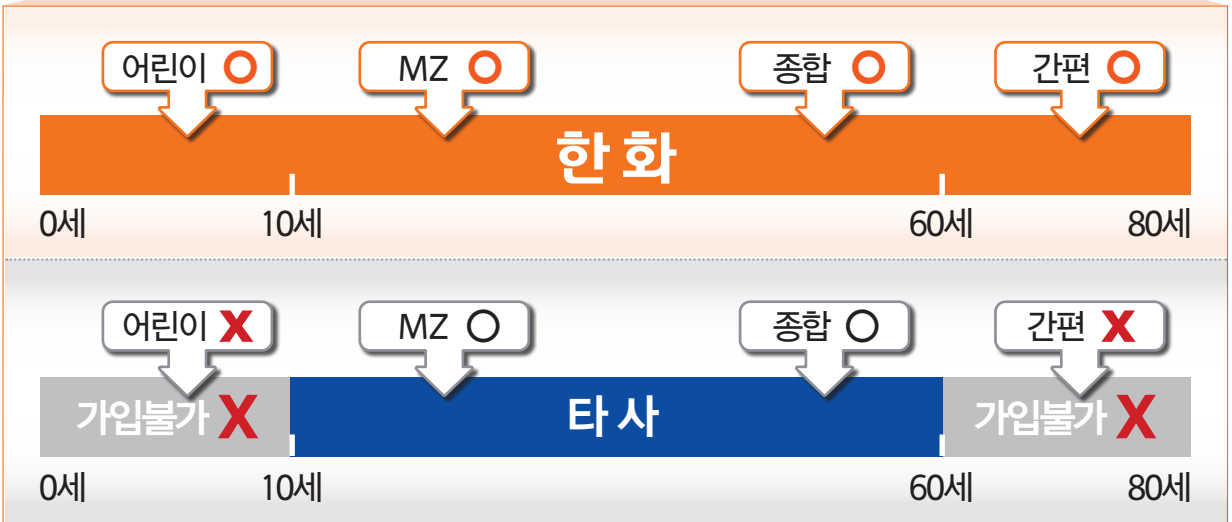 어린이 O MZ O 종합 O 간편 O
한화
0세 10세 60세 80세
어린이 X MZ O 종합 O 간편 X
가입불가 X 타사 가입불가 X
0세 10세 60세 80세